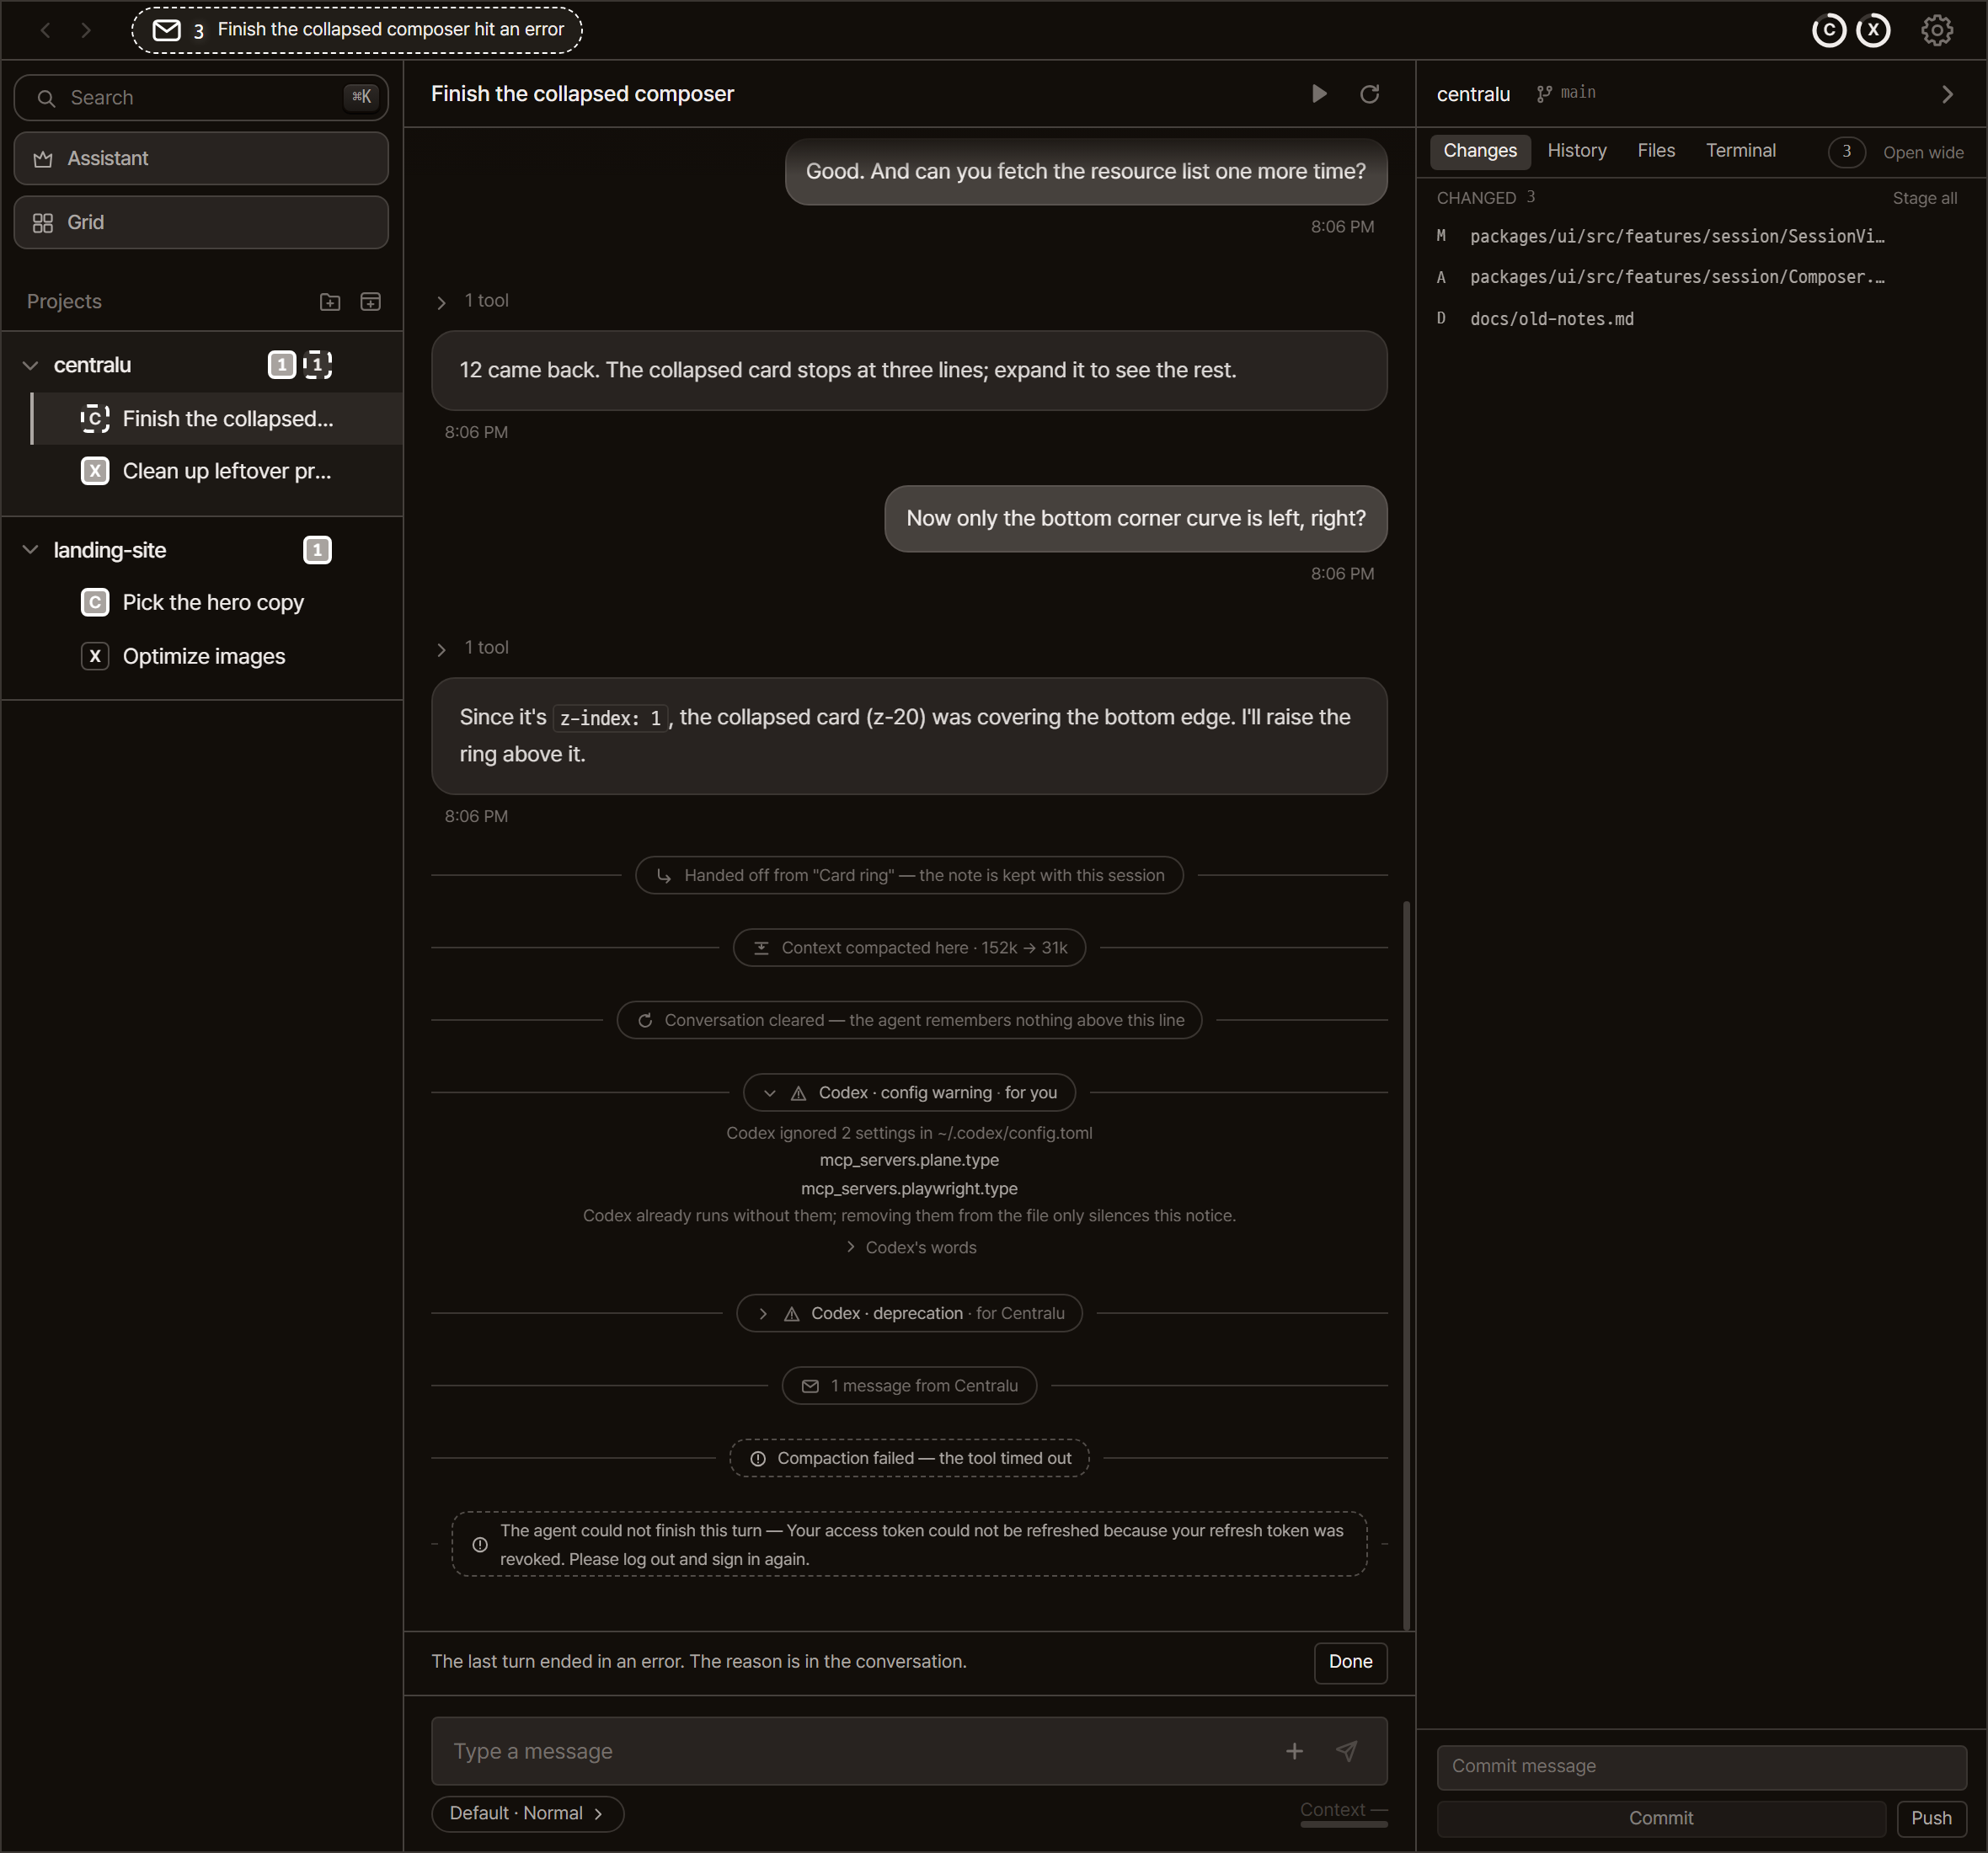 3 Finish the collapsed composer hit an error
C X
Search ⌘K
Assistant
Grid
Projects
centralu 1 1
C Finish the collapsed...
X Clean up leftover pr...
landing-site 1
C Pick the hero copy
X Optimize images
Finish the collapsed composer
Good. And can you fetch the resource list one more time?
8:06 PM
1 tool
12 came back. The collapsed card stops at three lines; expand it to see the rest.
8:06 PM
Now only the bottom corner curve is left, right?
8:06 PM
1 tool
Since it's z-index: 1, the collapsed card (z-20) was covering the bottom edge. I'll raise the
ring above it.
8:06 PM
Handed off from "Card ring" — the note is kept with this session
Context compacted here · 152k → 31k
Conversation cleared — the agent remembers nothing above this line
Codex · config warning · for you
Codex ignored 2 settings in ~/.codex/config.toml
mcp_servers.plane.type
mcp_servers.playwright.type
Codex already runs without them; removing them from the file only silences this notice.
Codex's words
Codex · deprecation · for Centralu
1 message from Centralu
Compaction failed — the tool timed out
The agent could not finish this turn — Your access token could not be refreshed because your refresh token was
revoked. Please log out and sign in again.
The last turn ended in an error. The reason is in the conversation.
Done
Type a message
Default · Normal
Context —
centralu main
Changes History Files Terminal 3 Open wide
CHANGED 3 Stage all
M packages/ui/src/features/session/SessionVi…
A packages/ui/src/features/session/Composer.…
D docs/old-notes.md
Commit message
Commit Push